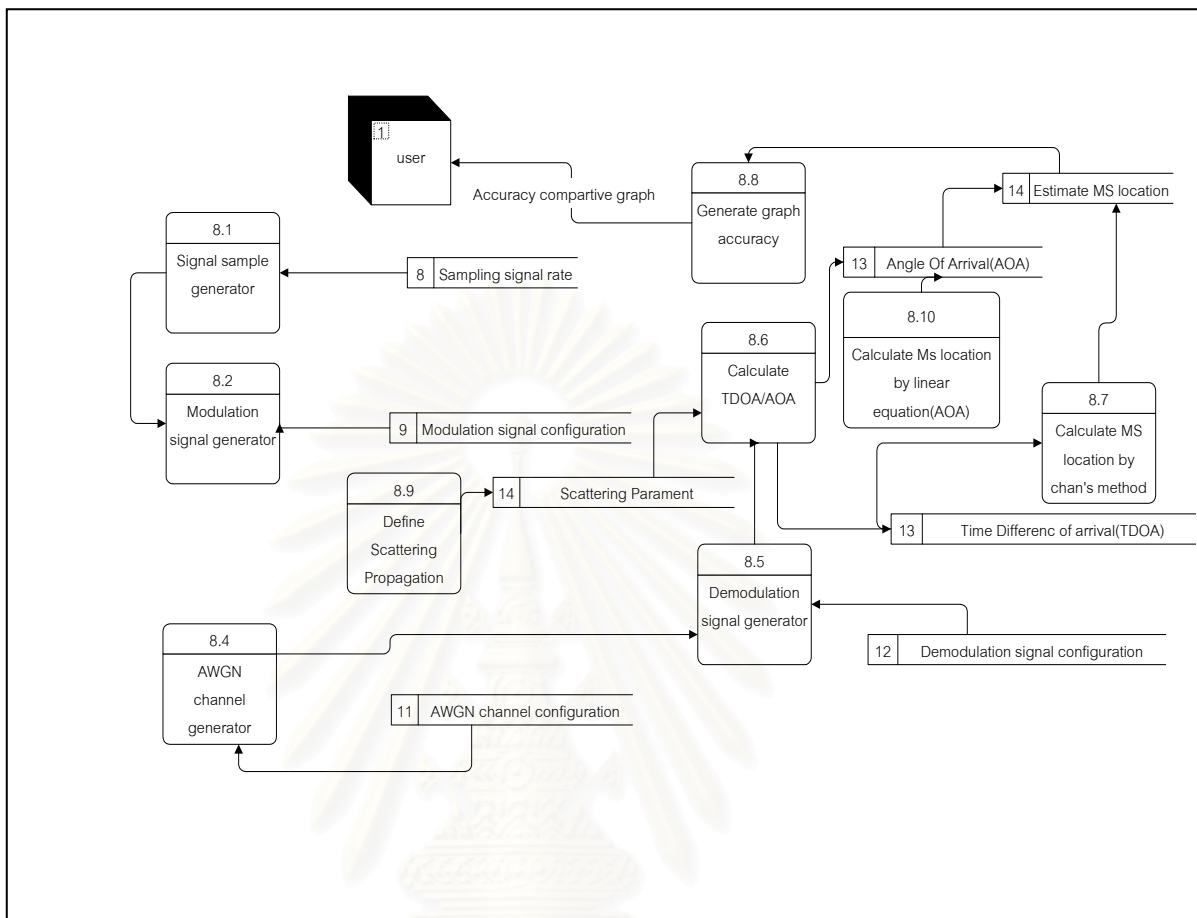 1
user
Accuracy compartive graph
8.8
Generate graph
accuracy
14 Estimate MS location
8.1
Signal sample
generator
8 Sampling signal rate
13 Angle Of Arrival(AOA)
8.10
Calculate Ms location
by linear
equation(AOA)
8.6
Calculate
TDOA/AOA
8.2
Modulation
signal generator
9 Modulation signal configuration
8.7
Calculate MS
location by
chan's method
8.9
Define
Scattering
Propagation
14 Scattering Parament
13 Time Differenc of arrival(TDOA)
8.5
Demodulation
signal generator
12 Demodulation signal configuration
8.4
AWGN
channel
generator
11 AWGN channel configuration